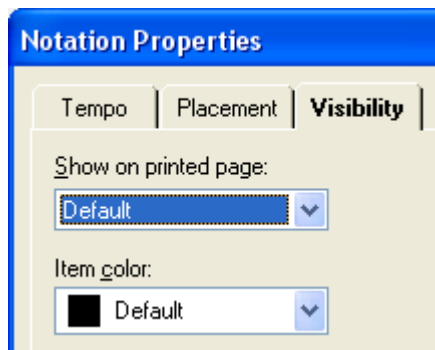 Notation Properties
Tempo Placement Visibility
Show on printed page:
Default
Item color:
Default